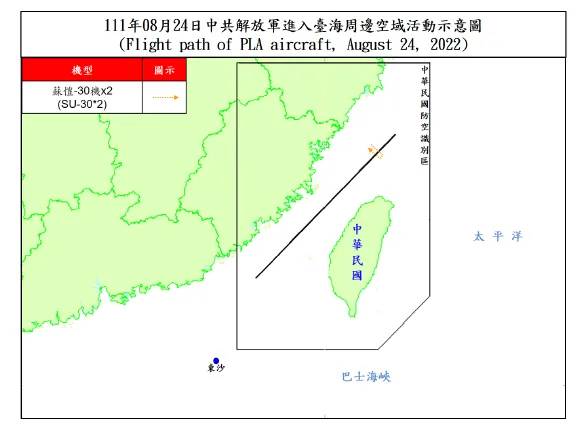 111年08月24日中共解放軍進入臺海周邊空域活動示意圖
(Flight path of PLA aircraft, August 24, 2022)
機型
圖示
蘇愷-30機x2
(SU-30*2)
中華民國防空識別區
中華民國
太平洋
東沙
巴士海峽